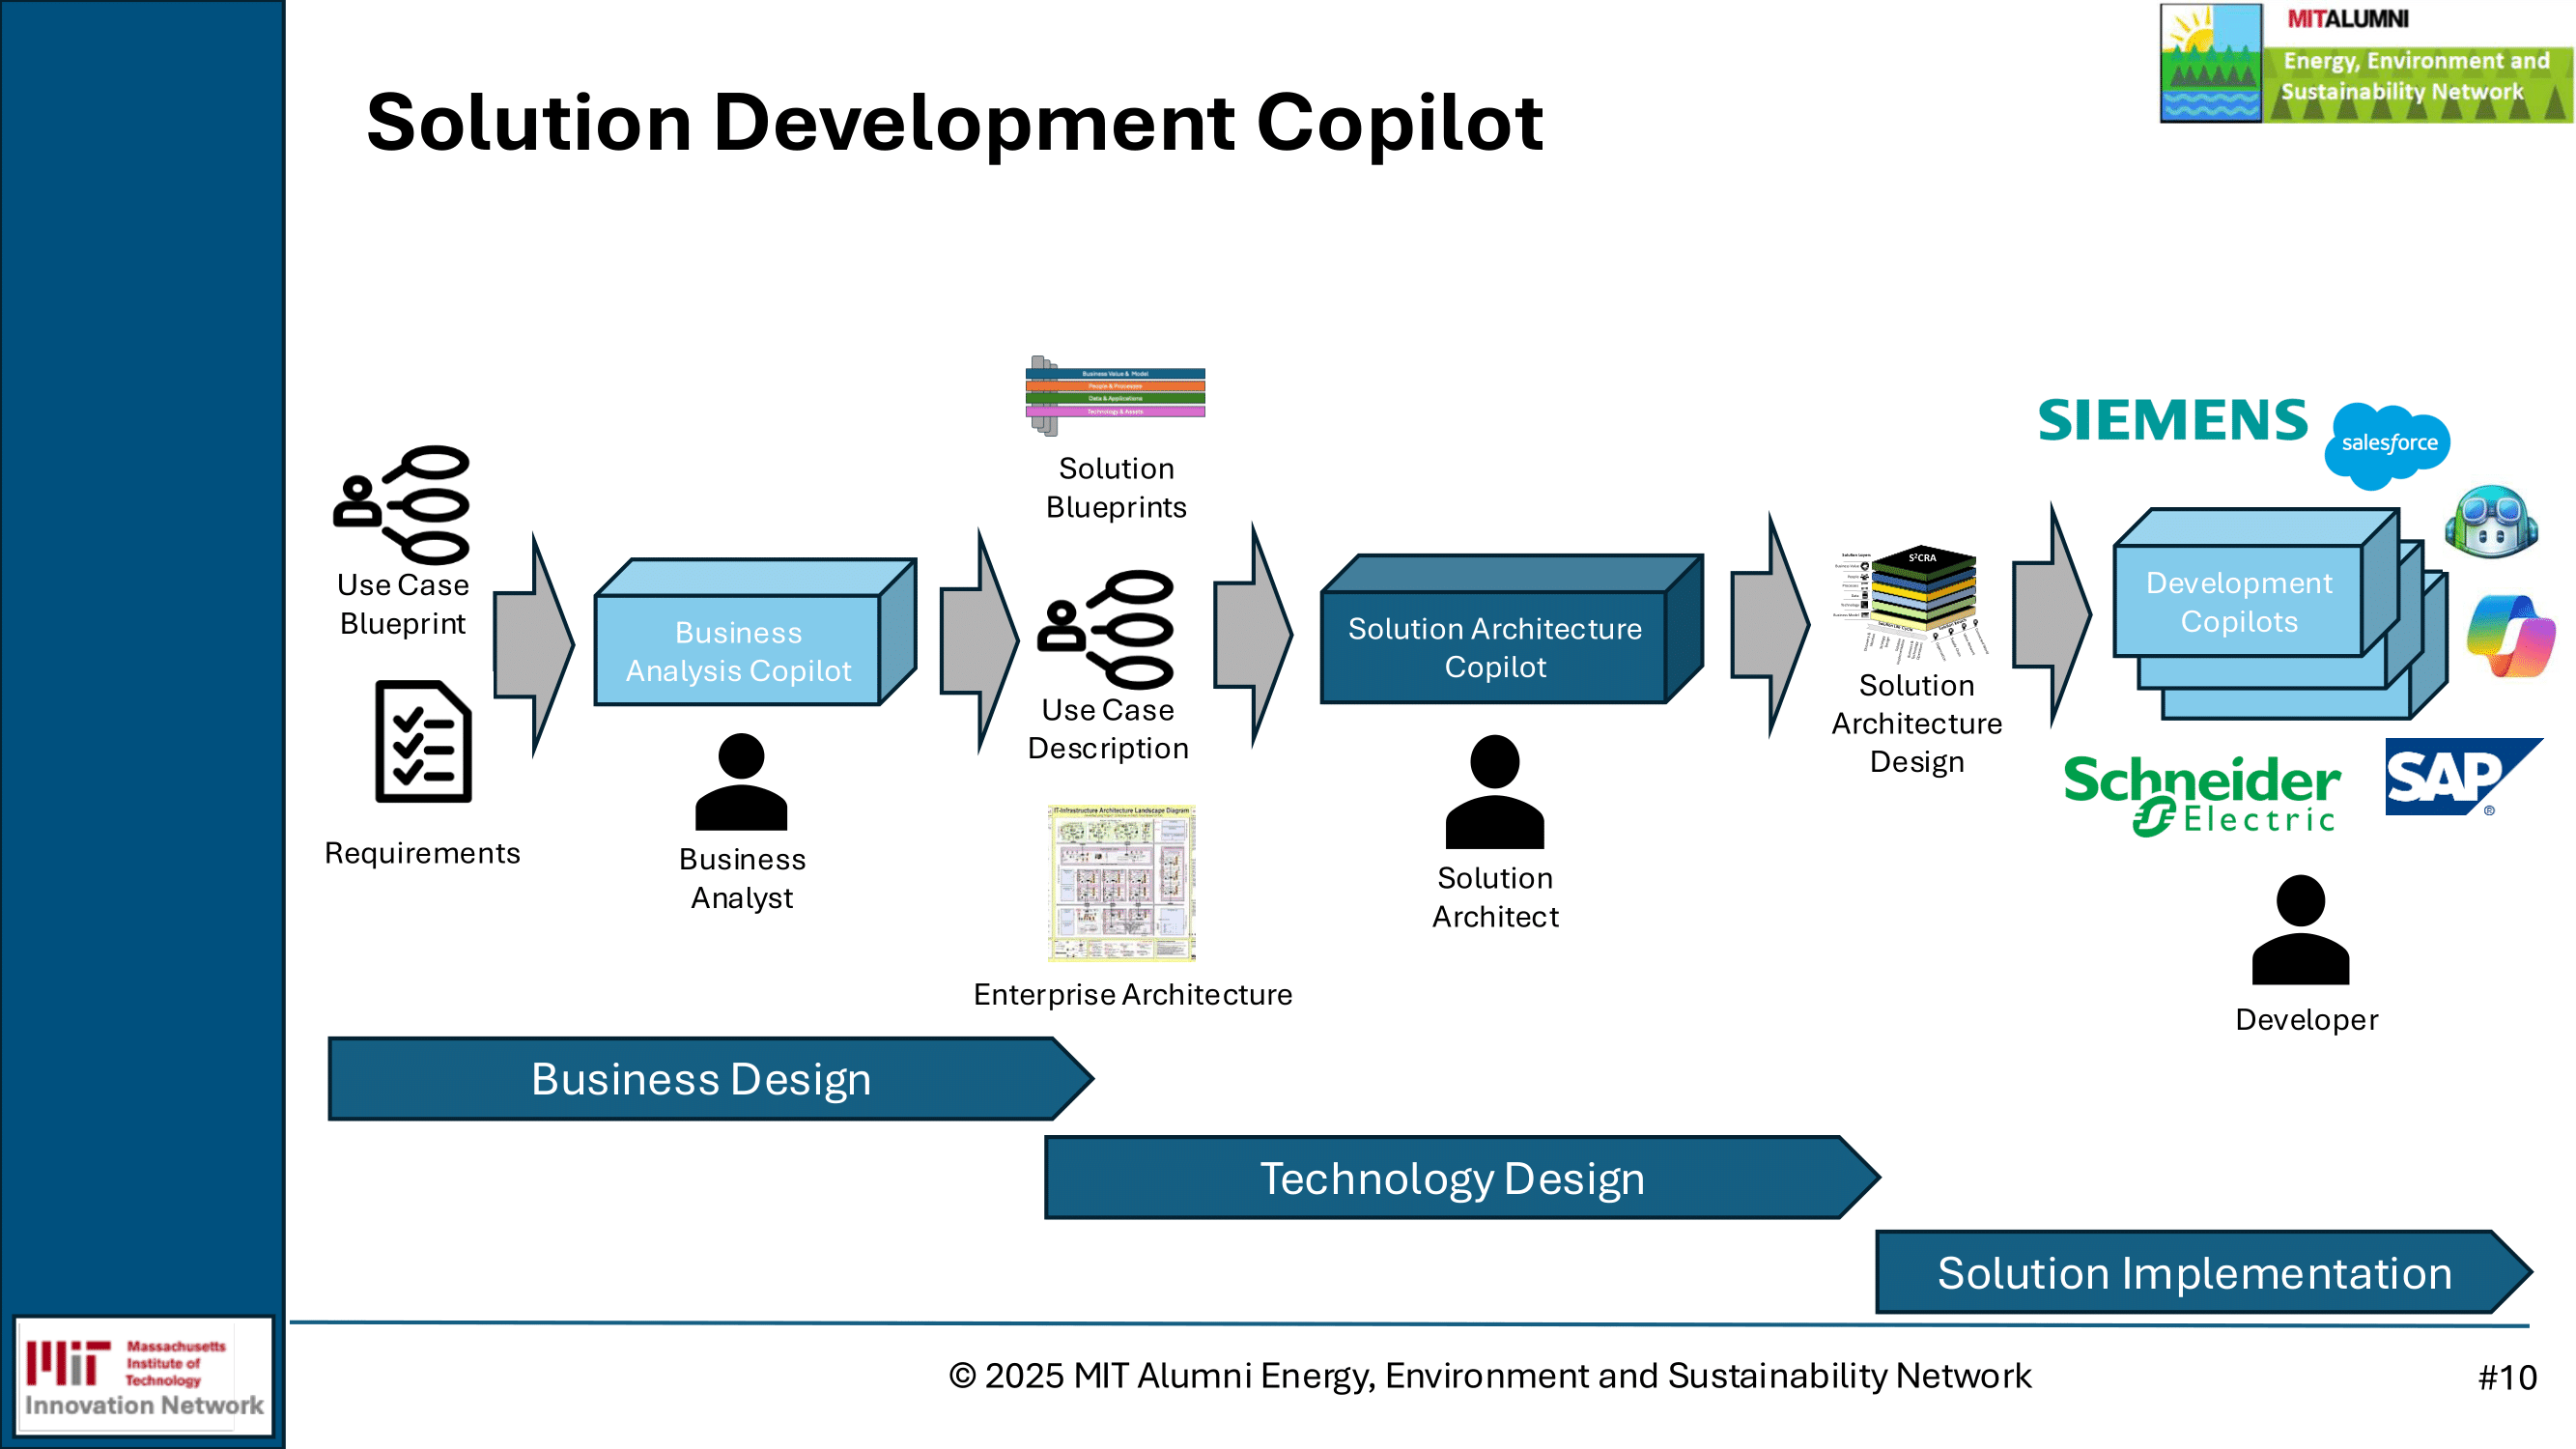 MITALUMNI
Energy, Environment and
Sustainability Network
Solution Development Copilot
Use Case
Blueprint
Requirements
Business
Analysis Copilot
Business
Analyst
Business Value & Model
People & Processes
Data & Applications
Technology & Assets
Solution
Blueprints
Use Case
Description
IT-Infrastructure Architecture Landscape Diagram
Enterprise Architecture
Solution Architecture
Copilot
Solution
Architect
S²CRA
Solution
Architecture
Design
SIEMENS
salesforce
Development
Copilots
Schneider
Electric
SAP
®
Developer
Business Design
Technology Design
Solution Implementation
Massachusetts
Institute of
Technology
Innovation Network
© 2025 MIT Alumni Energy, Environment and Sustainability Network
#10